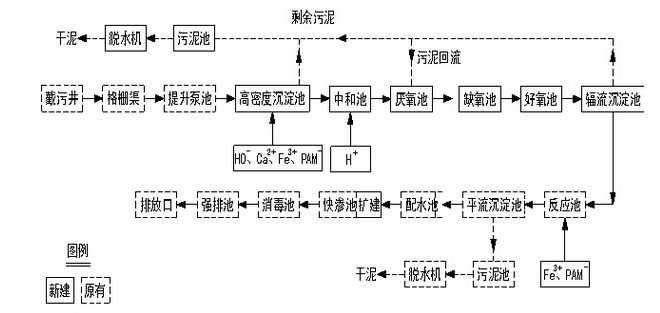 剩余污泥
干泥 脱水机 污泥池
污泥回流
戴污井 格栅渠 提升泵池 高密度沉淀池 中和池 厌氧池 缺氧池 好氧池 辐流沉淀池
HO⁻、Ca²⁺、Fe³⁺、PAM⁻ H⁺
排放口 强排池 消毒池 快渗池 扩建 配水池 平流沉淀池 反应池
图例
干泥 脱水机 污泥池 Fe³⁺、PAM⁻
新建 原有